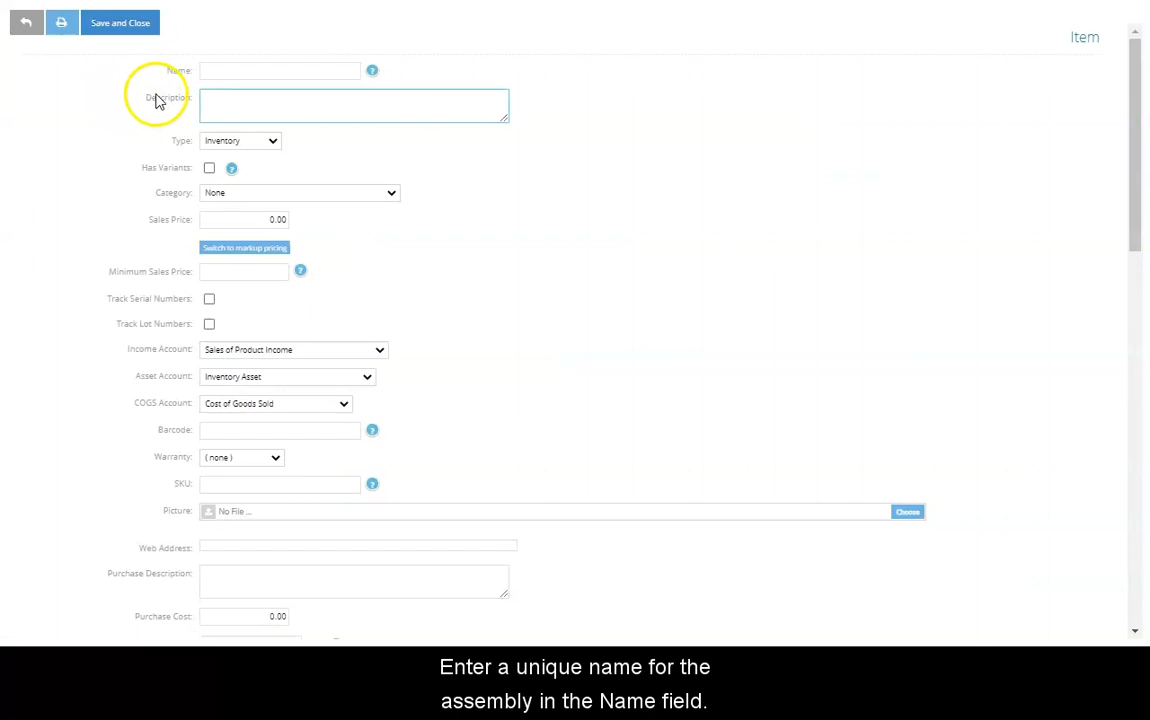 Save and Close
Item
Name:
Description:
Type: Inventory
Has Variants:
Category: None
Sales Price: 0.00
Switch to markup pricing
Minimum Sales Price:
Track Serial Numbers:
Track Lot Numbers:
Income Account: Sales of Product Income
Asset Account: Inventory Asset
COGS Account: Cost of Goods Sold
Barcode:
Warranty: ( none )
SKU:
Picture: No File ... Choose
Web Address:
Purchase Description:
Purchase Cost: 0.00
Enter a unique name for the
assembly in the Name field.